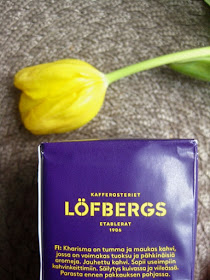 KAFFEROSTERIET
LÖFBERGS
ETABLERAT
1906
FI: Kharisma on tumma ja maukas kahvi,
jossa on voimakas tuoksu ja pähkinäisiä
aromeja. Jauhettu kahvi. Sopii useimpiin
kahvinkeittimiin. Säilytys kuivassa ja viileässä.
Parasta ennen pakkauksen pohjassa.